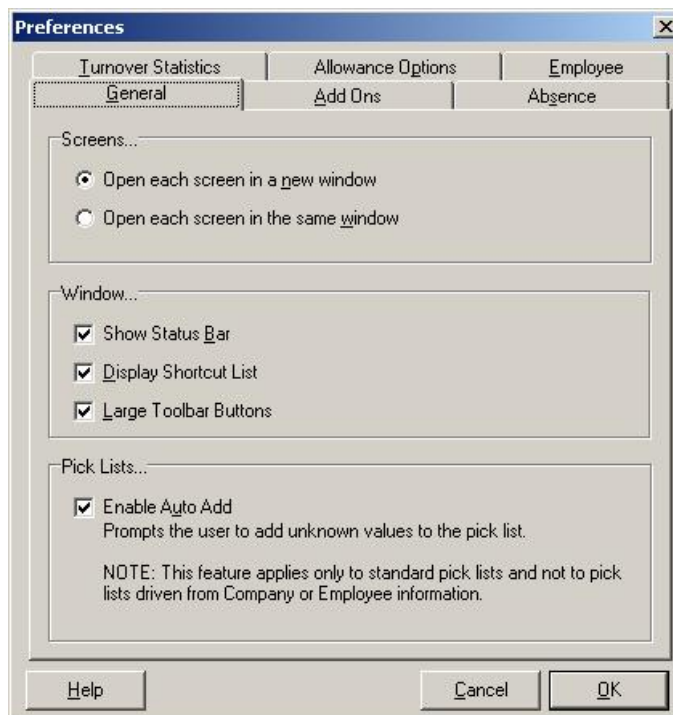 Preferences
Turnover Statistics
Allowance Options
Employee
General
Add Ons
Absence
Screens...
Open each screen in a new window
Open each screen in the same window
Window...
Show Status Bar
Display Shortcut List
Large Toolbar Buttons
Pick Lists...
Enable Auto Add
Prompts the user to add unknown values to the pick list.
NOTE: This feature applies only to standard pick lists and not to pick
lists driven from Company or Employee information.
Help
Cancel
OK